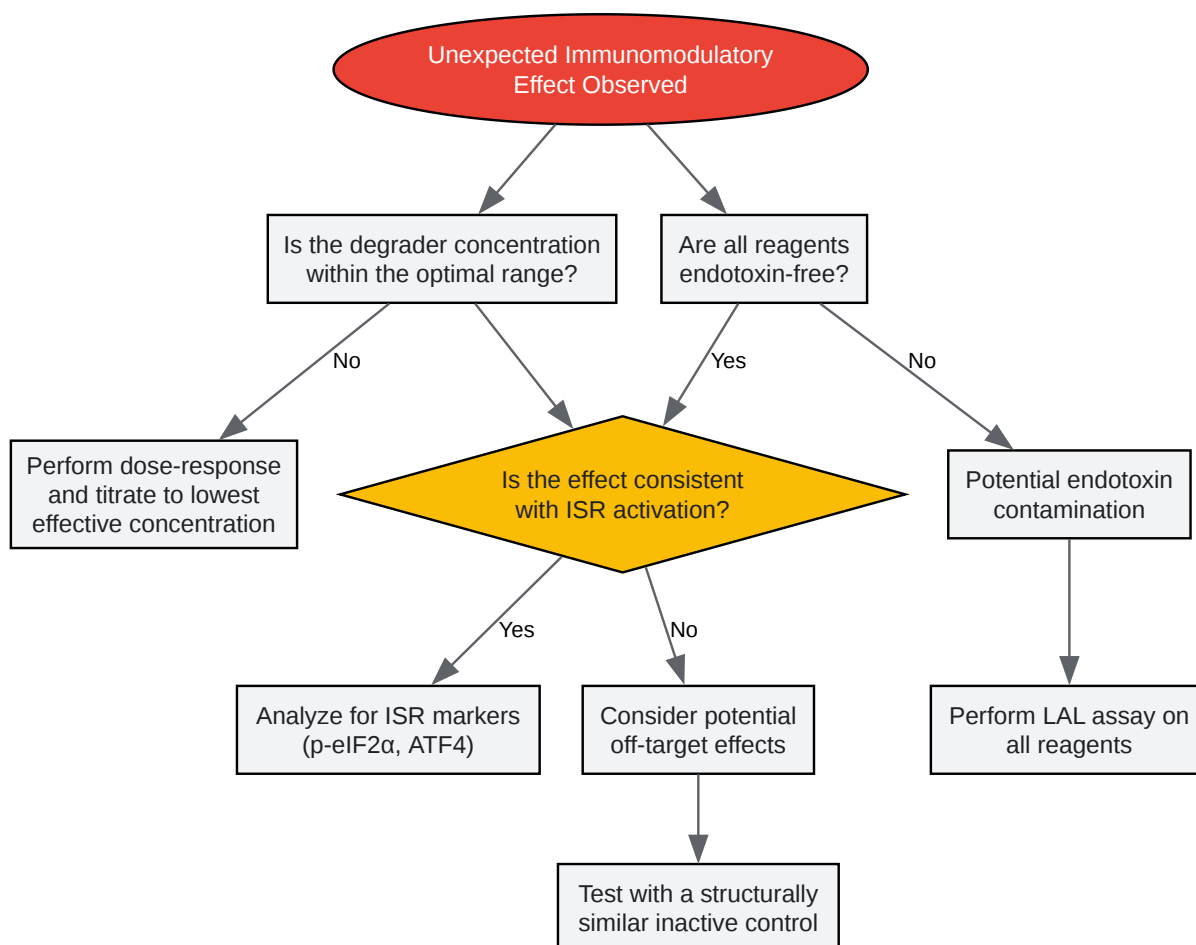 Unexpected Immunomodulatory
Effect Observed
Is the degrader concentration
within the optimal range?
Are all reagents
endotoxin-free?
No
Yes
No
Perform dose-response
and titrate to lowest
effective concentration
Is the effect consistent
with ISR activation?
Potential endotoxin
contamination
Yes
No
Analyze for ISR markers
(p-eIF2α, ATF4)
Consider potential
off-target effects
Perform LAL assay on
all reagents
Test with a structurally
similar inactive control